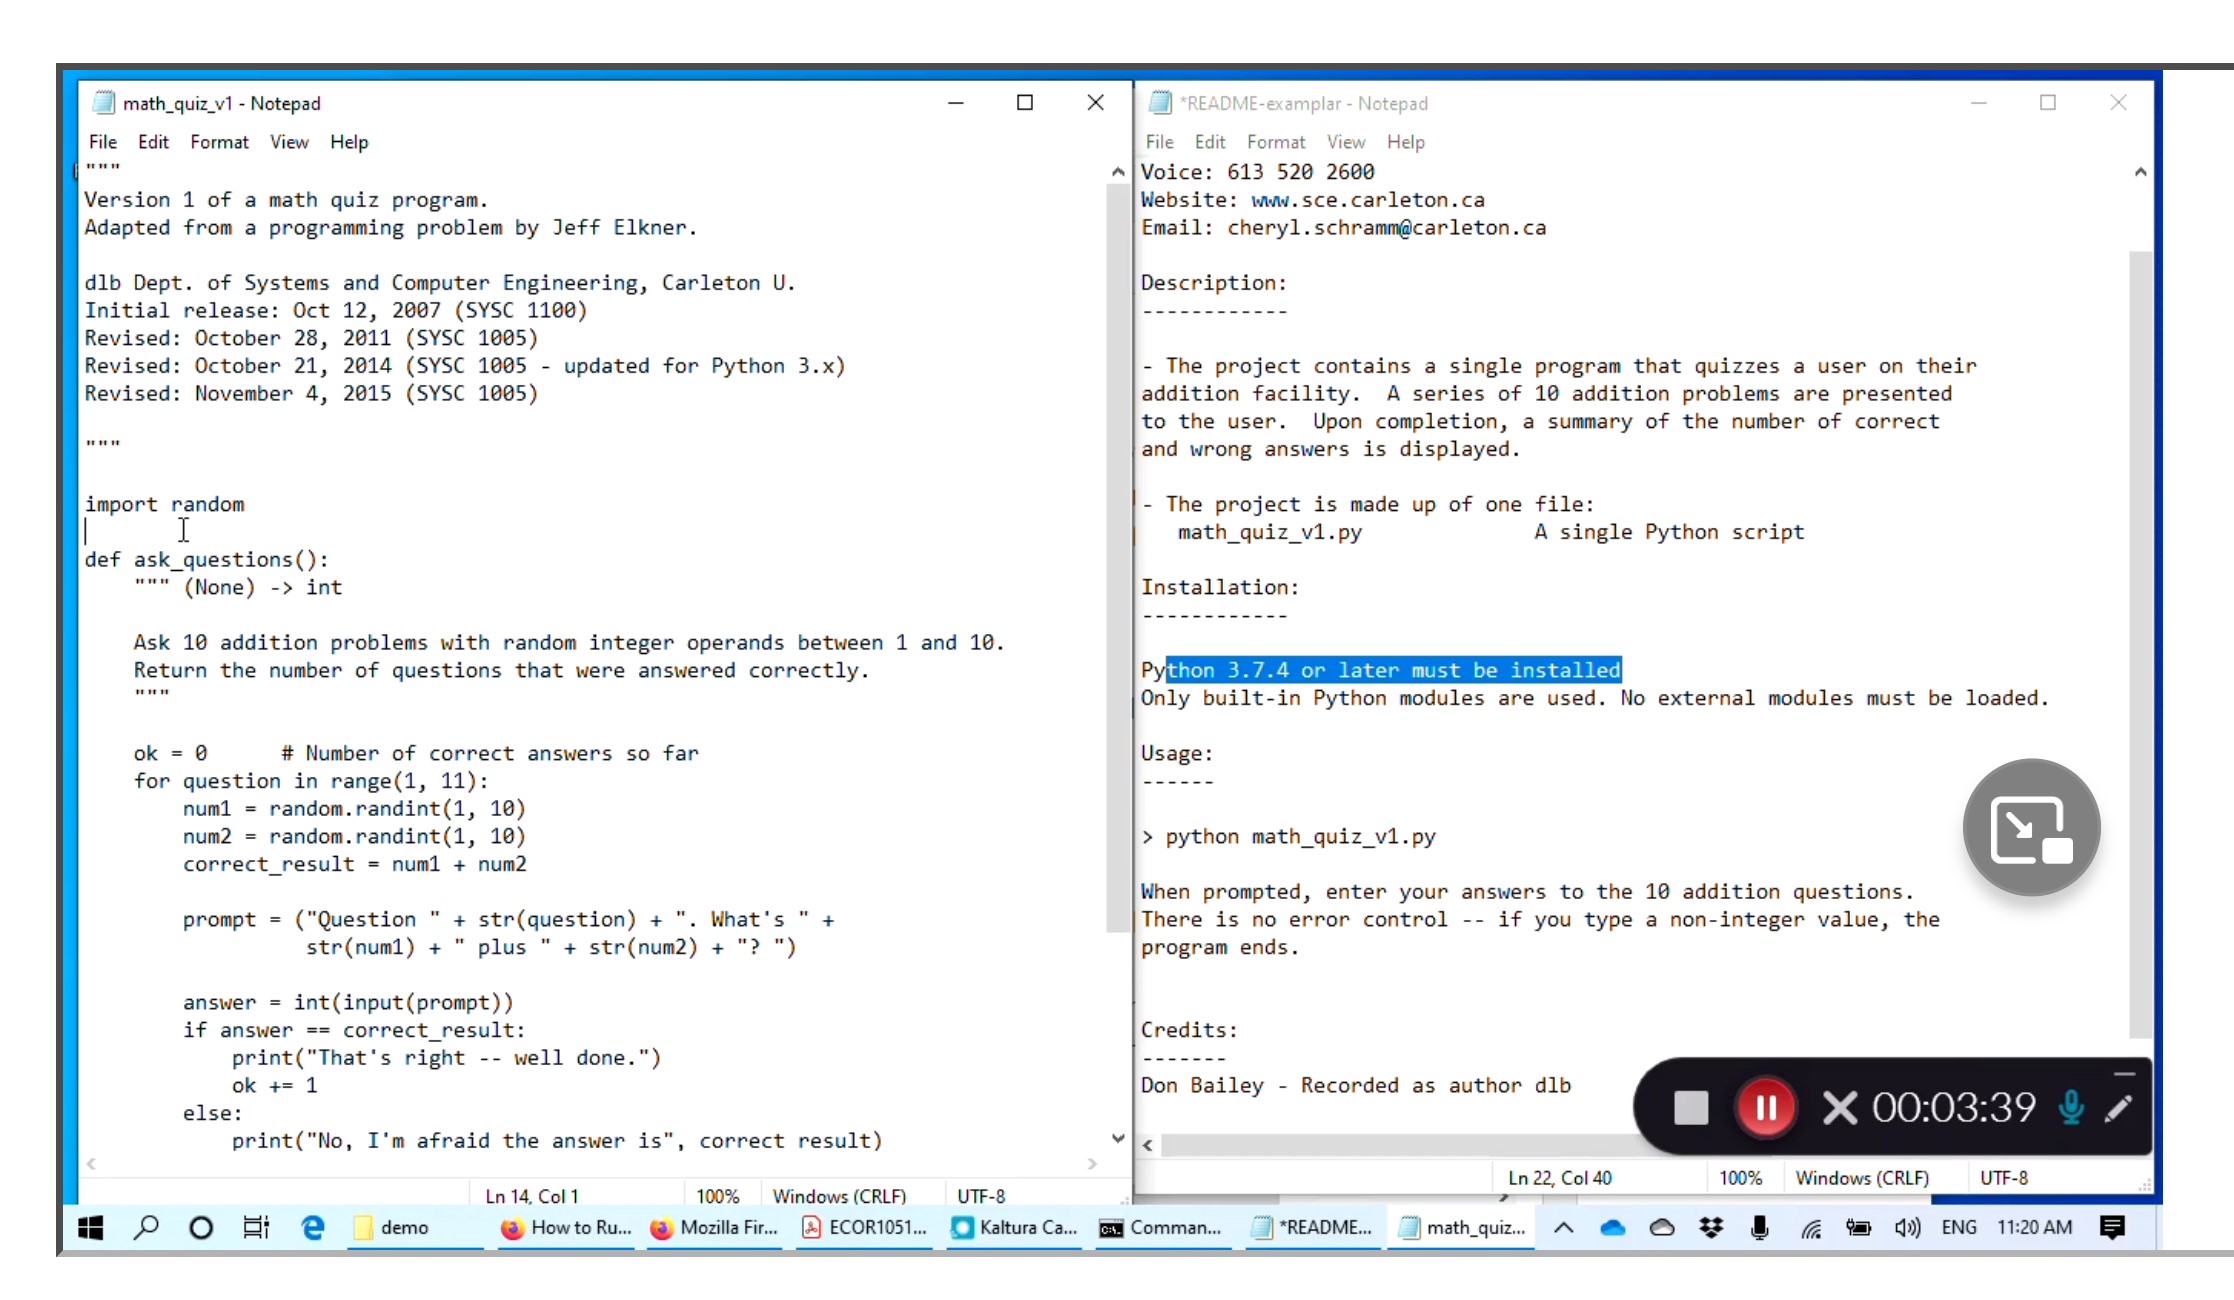 math_quiz_v1 - Notepad
File Edit Format View Help
"""
Version 1 of a math quiz program.
Adapted from a programming problem by Jeff Elkner.
dlb Dept. of Systems and Computer Engineering, Carleton U.
Initial release: Oct 12, 2007 (SYSC 1100)
Revised: October 28, 2011 (SYSC 1005)
Revised: October 21, 2014 (SYSC 1005 - updated for Python 3.x)
Revised: November 4, 2015 (SYSC 1005)
"""
import random
def ask_questions():
""" (None) -> int
Ask 10 addition problems with random integer operands between 1 and 10.
Return the number of questions that were answered correctly.
"""
ok = 0 # Number of correct answers so far
for question in range(1, 11):
num1 = random.randint(1, 10)
num2 = random.randint(1, 10)
correct_result = num1 + num2
prompt = ("Question " + str(question) + ". What's " +
str(num1) + " plus " + str(num2) + "? ")
answer = int(input(prompt))
if answer == correct_result:
print("That's right -- well done.")
ok += 1
else:
print("No, I'm afraid the answer is", correct result)
Ln 14, Col 1 100% Windows (CRLF) UTF-8
*README-examplar - Notepad
File Edit Format View Help
Voice: 613 520 2600
Website: www.sce.carleton.ca
Email: cheryl.schramm@carleton.ca
Description:
------------
- The project contains a single program that quizzes a user on their
addition facility. A series of 10 addition problems are presented
to the user. Upon completion, a summary of the number of correct
and wrong answers is displayed.
- The project is made up of one file:
math_quiz_v1.py A single Python script
Installation:
------------
Python 3.7.4 or later must be installed
Only built-in Python modules are used. No external modules must be loaded.
Usage:
------
> python math_quiz_v1.py
When prompted, enter your answers to the 10 addition questions.
There is no error control -- if you type a non-integer value, the
program ends.
Credits:
-------
Don Bailey - Recorded as author dlb
00:03:39
Ln 22, Col 40 100% Windows (CRLF) UTF-8
demo How to Ru... Mozilla Fir... ECOR1051... Kaltura Ca... Comman... *README... math_quiz... ENG 11:20 AM